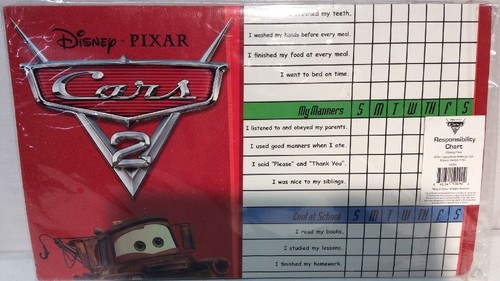 Disney · PIXAR
Cars
2
my teeth.
I washed my hands before every meal.
I finished my food at every meal.
I went to bed on time.
My Manners S M T W TH F S
I listened to and obeyed my parents.
I used good manners when I ate.
I said "Please" and "Thank You".
I was nice to my siblings.
Cool at School S M T W TH F S
I read my books.
I studied my lessons.
I finished my homework.
Responsibility
Chart